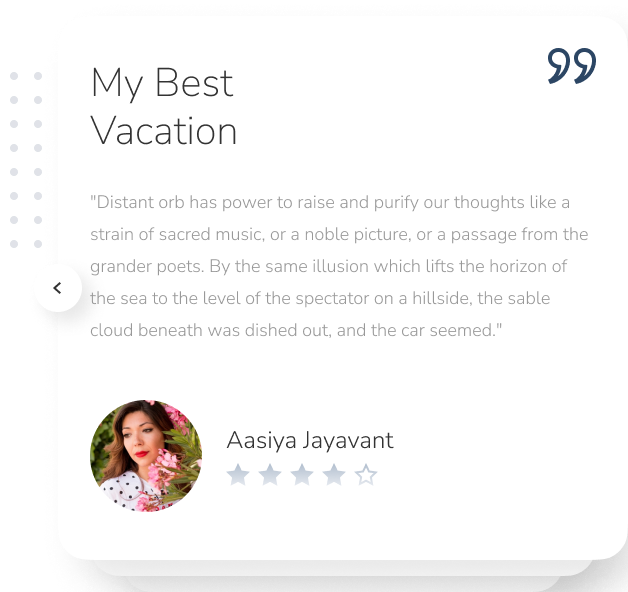 My Best
Vacation
"Distant orb has power to raise and purify our thoughts like a
strain of sacred music, or a noble picture, or a passage from the
grander poets. By the same illusion which lifts the horizon of
the sea to the level of the spectator on a hillside, the sable
cloud beneath was dished out, and the car seemed."
Aasiya Jayavant